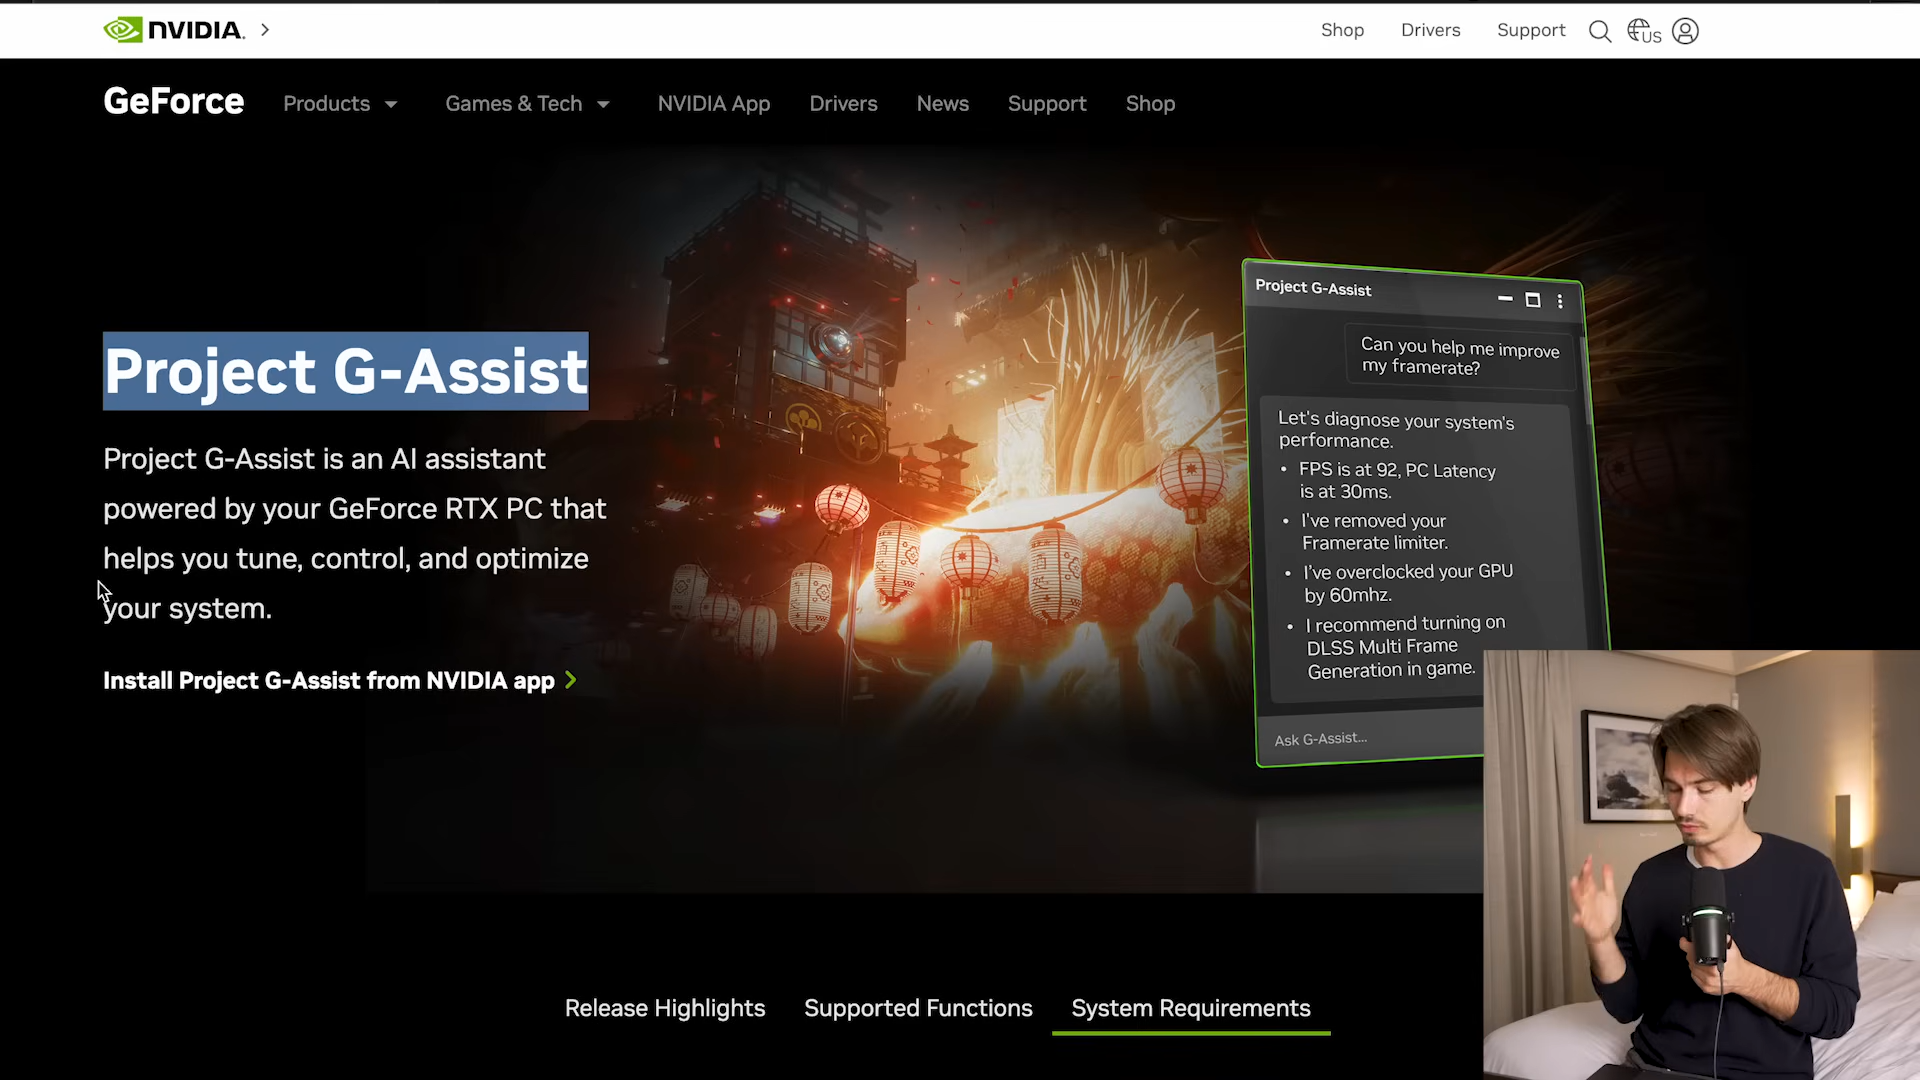 NVIDIA.
Shop
Drivers
Support
US
GeForce
Products
Games & Tech
NVIDIA App
Drivers
News
Support
Shop
Project G-Assist
Project G-Assist is an AI assistant
powered by your GeForce RTX PC that
helps you tune, control, and optimize
your system.
Install Project G-Assist from NVIDIA app
Project G-Assist
Can you help me improve
my framerate?
Let's diagnose your system's
performance.
• FPS is at 92, PC Latency
is at 30ms.
• I've removed your
Framerate limiter.
• I've overclocked your GPU
by 60mhz.
• I recommend turning on
DLSS Multi Frame
Generation in game.
Ask G-Assist...
Release Highlights
Supported Functions
System Requirements